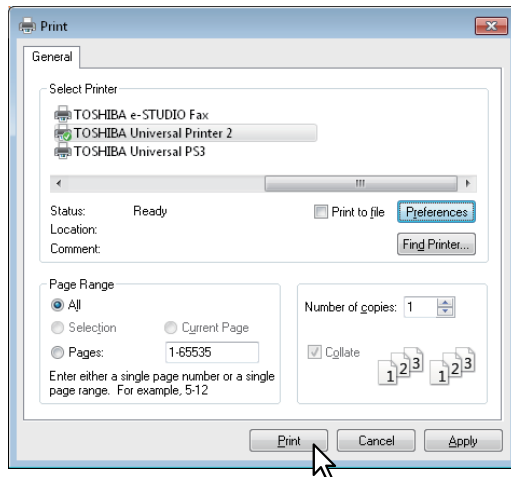 Print
General
Select Printer
TOSHIBA e-STUDIO Fax
TOSHIBA Universal Printer 2
TOSHIBA Universal PS3
Status: Ready
Print to file
Preferences
Location:
Comment:
Find Printer...
Page Range
All
Selection
Current Page
Pages: 1-65535
Enter either a single page number or a single
page range. For example, 5-12
Number of copies: 1
Collate
1 2 3 1 2 3
Print Cancel Apply